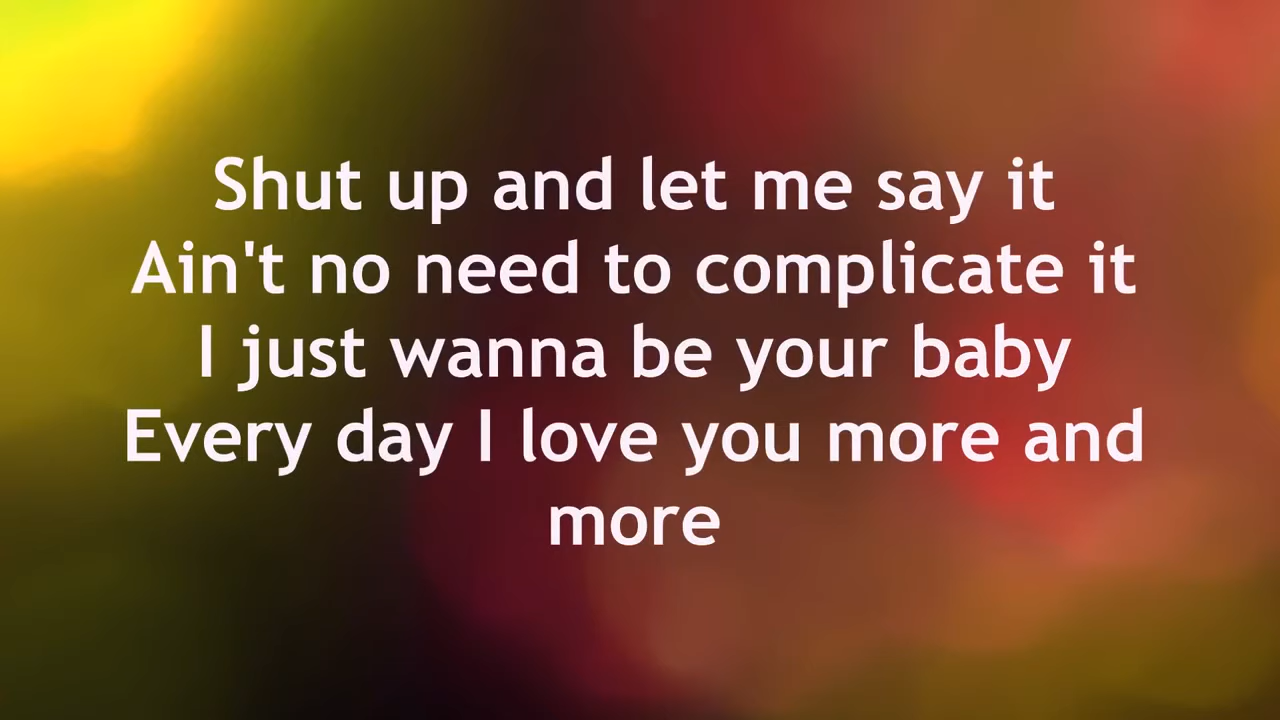 Shut up and let me say it
Ain't no need to complicate it
I just wanna be your baby
Every day I love you more and
more